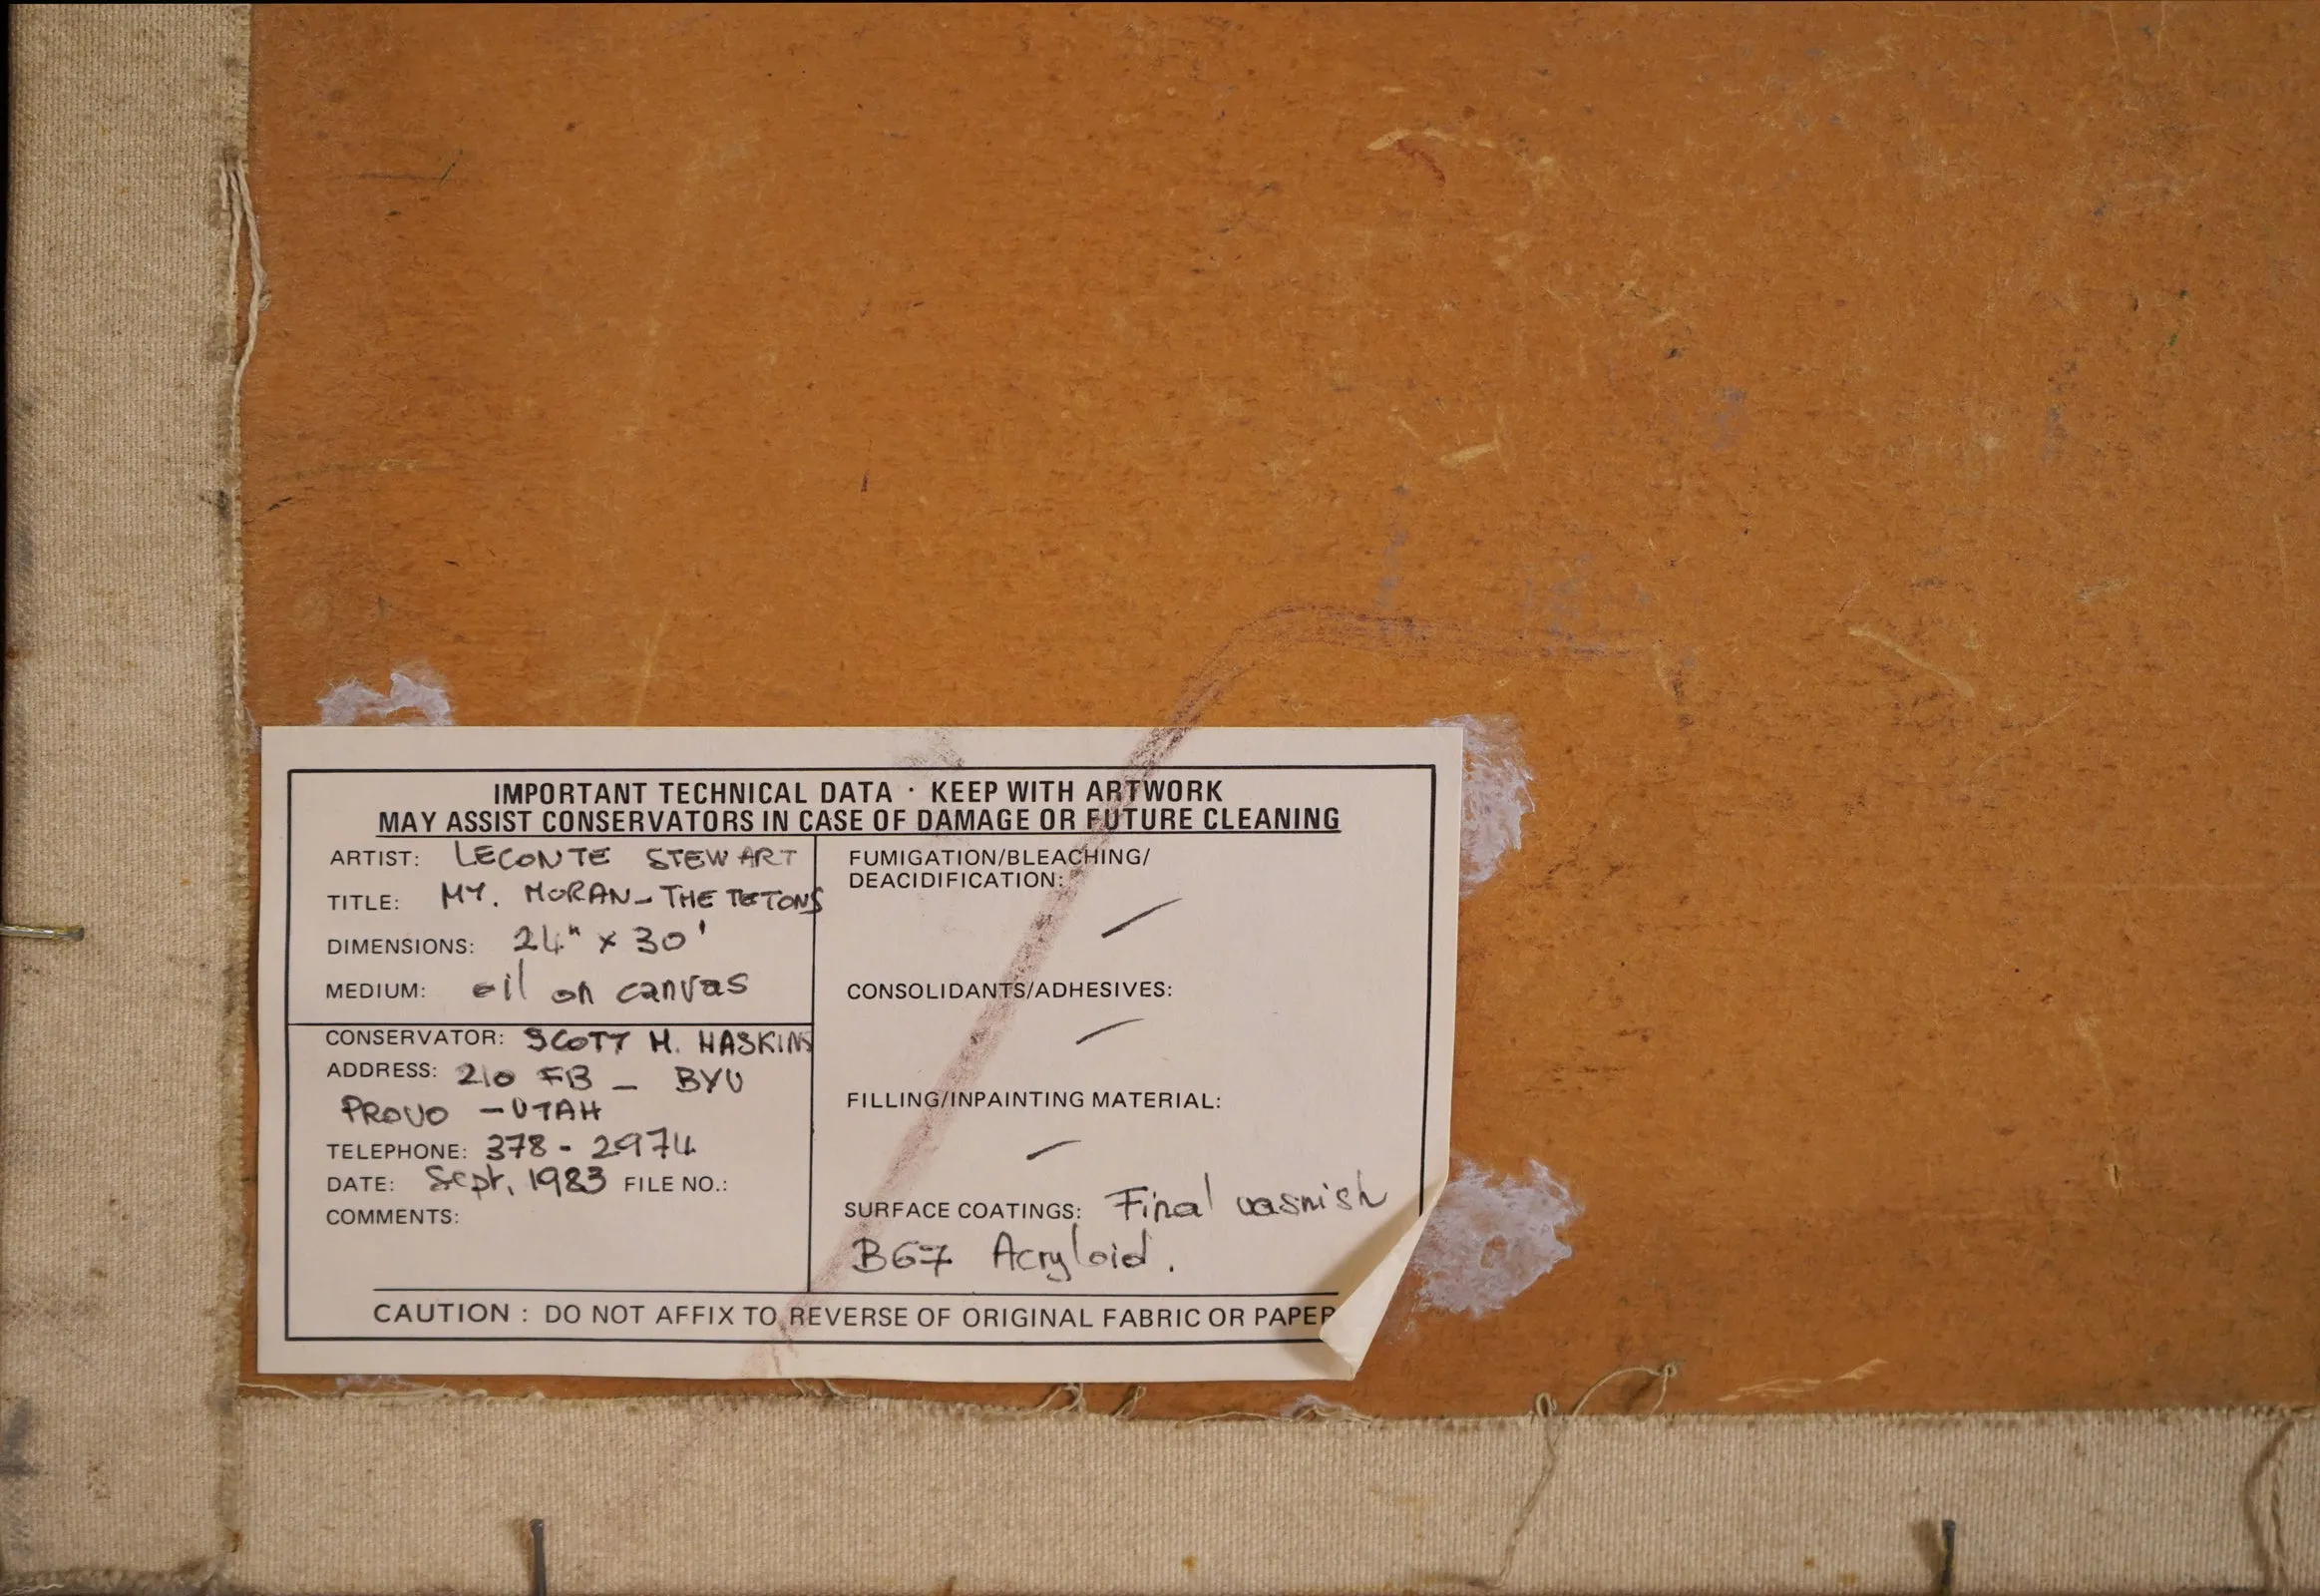 IMPORTANT TECHNICAL DATA · KEEP WITH ARTWORK
MAY ASSIST CONSERVATORS IN CASE OF DAMAGE OR FUTURE CLEANING
ARTIST: LECONTE STEWART
TITLE: MT. MORAN - THE TETONS
DIMENSIONS: 24" x 30'
MEDIUM: oil on canvas
CONSERVATOR: SCOTT M. HASKINS
ADDRESS: 210 FB - BYU
PROVO - UTAH
TELEPHONE: 378 - 2974
DATE: Sept. 1983 FILE NO.:
COMMENTS:
FUMIGATION/BLEACHING/
DEACIDIFICATION:
CONSOLIDANTS/ADHESIVES:
FILLING/INPAINTING MATERIAL:
SURFACE COATINGS: Final varnish
B67 Acryloid.
CAUTION : DO NOT AFFIX TO REVERSE OF ORIGINAL FABRIC OR PAPER